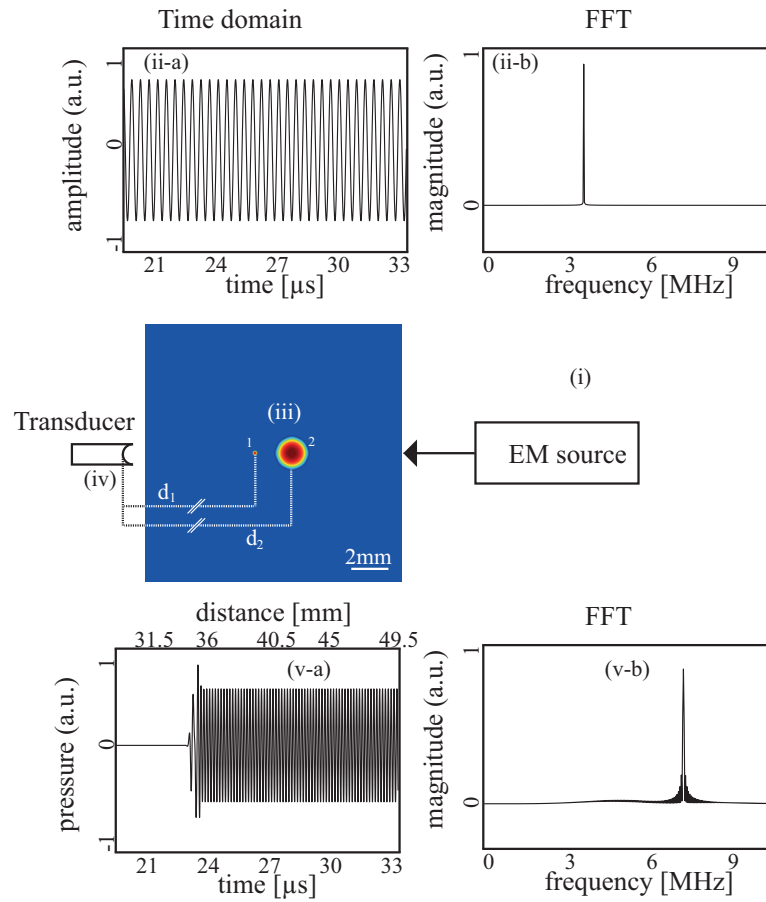 Time domain
FFT
(ii-a)
amplitude (a.u.)
1
0
-1
21 24 27 30 33
time [µs]
(ii-b)
magnitude (a.u.)
1
0
0 3 6 9
frequency [MHz]
Transducer
(iv)
(iii)
1
2
d1
d2
2mm
(i)
EM source
distance [mm]
31.5 36 40.5 45 49.5
(v-a)
pressure (a.u.)
1
0
-1
21 24 27 30 33
time [µs]
FFT
(v-b)
magnitude (a.u.)
1
0
0 3 6 9
frequency [MHz]